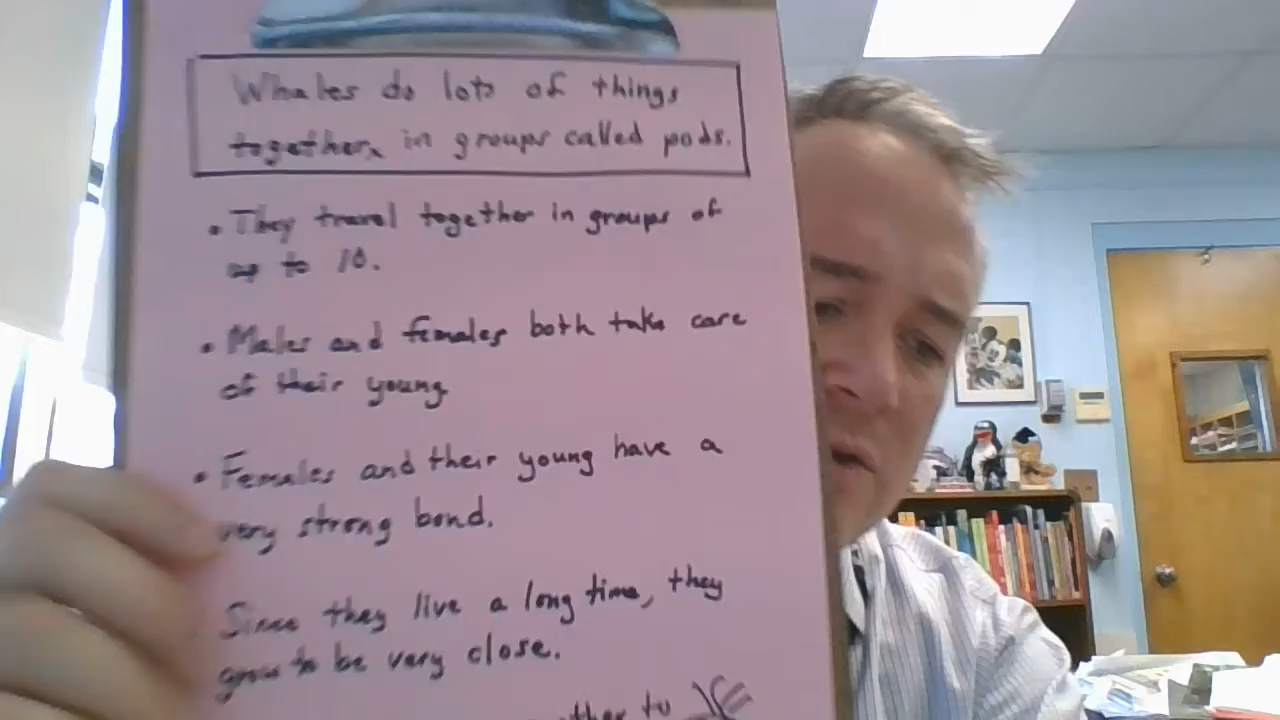 Whales do lots of things
together in groups called pods.
• They travel together in groups of
up to 10.
• Males and females both take care
of their young
• Females and their young have a
very strong bond.
Since they live a long time, they
grow to be very close.
to